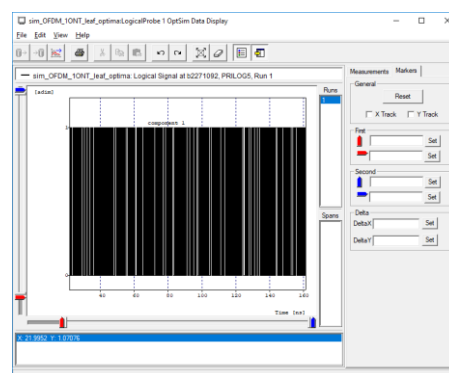 sim_OFDM_1ONT_leaf_optima:LogicalProbe 1 OptSim Data Display
File Edit View Help
sim_OFDM_1ONT_leaf_optima: Logical Signal at b2271092, PRILOG5, Run 1
[adim]
component 1
1
0
40 60 80 100 120 140 160
Time [ns]
X: 21.9952 Y: 1.07076
Runs
1
Spans
Measurements Markers
General
Reset
X Track Y Track
First
Set
Set
Second
Set
Set
Delta
DeltaX Set
DeltaY Set